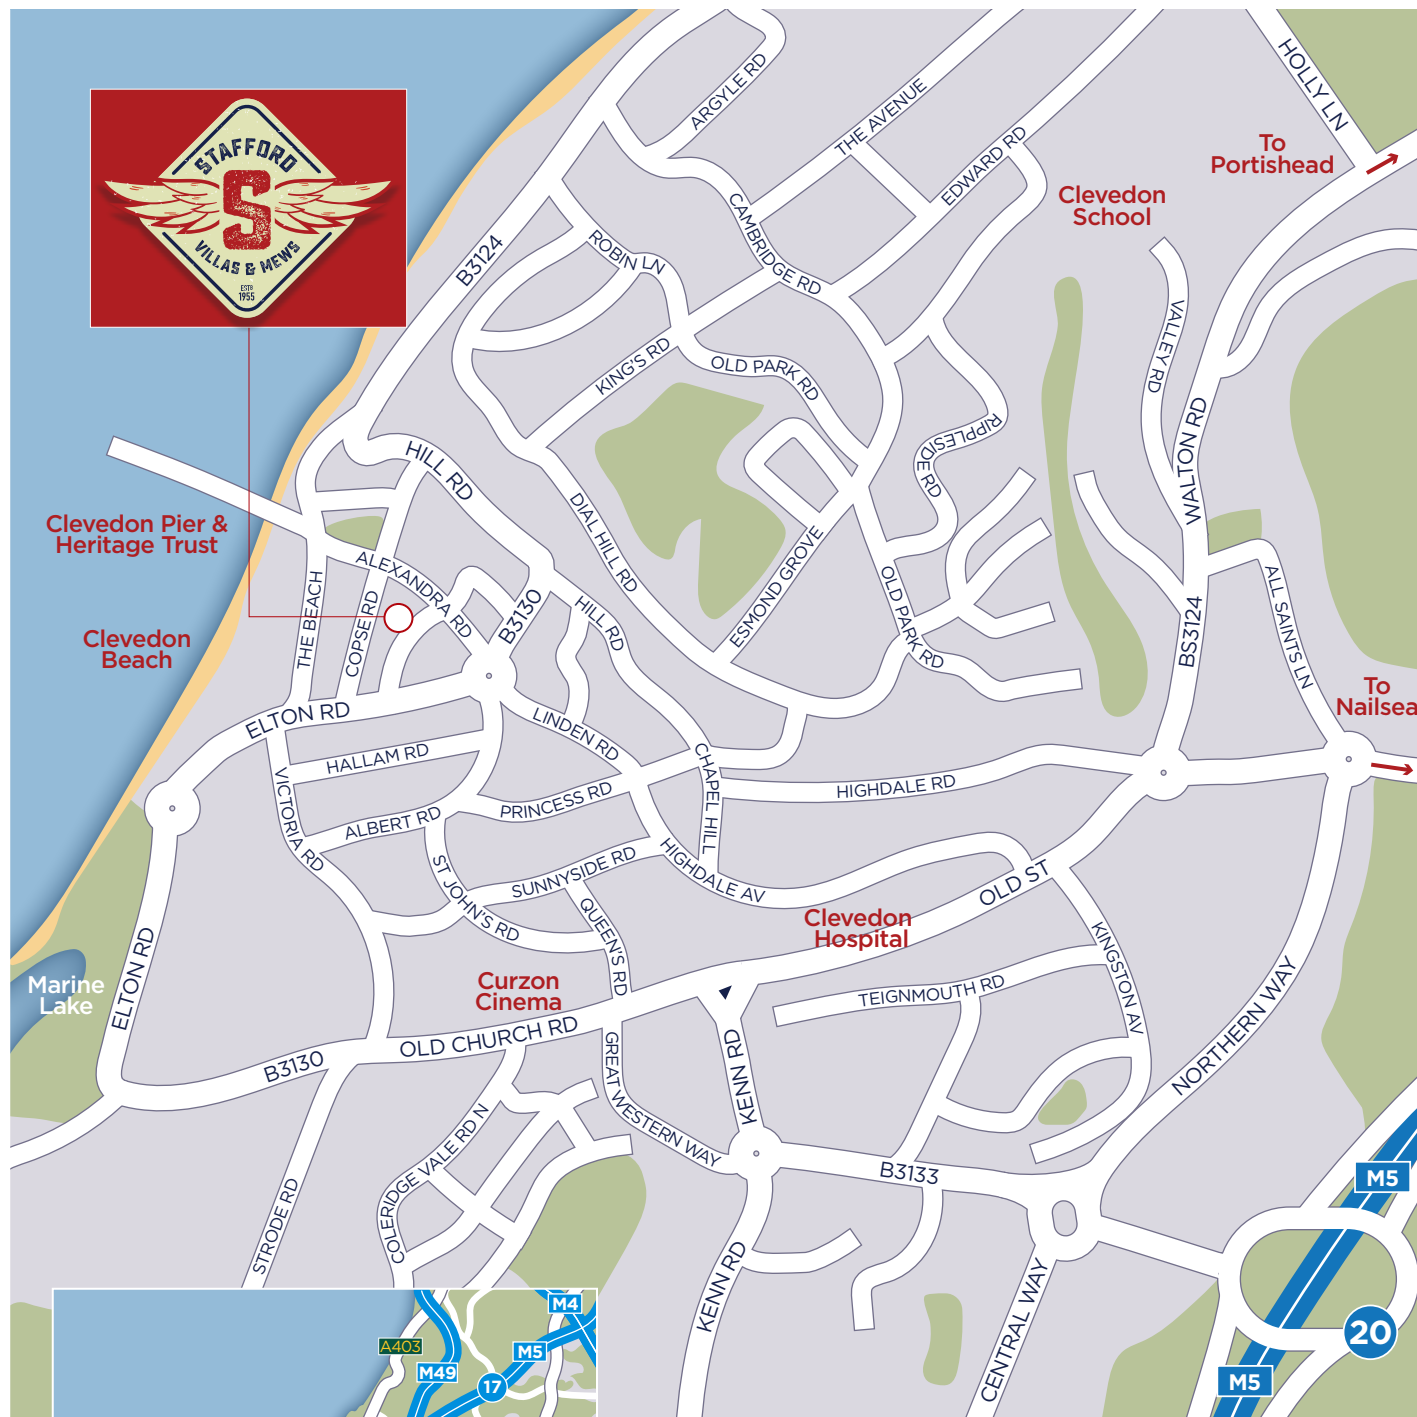 STAFFORD
S
VILLAS & MEWS
ESTD
1955
ARGYLE RD
THE AVENUE
EDWARD RD
HOLLY LN
To
Portishead
Clevedon
School
B3124
ROBIN LN
CAMBRIDGE RD
VALLEY RD
KING'S RD
OLD PARK RD
RIPPLESIDE RD
WALTON RD
HILL RD
DIAL HILL RD
ESMOND GROVE
OLD PARK RD
Clevedon Pier &
Heritage Trust
ALEXANDRA RD
THE BEACH
COPSE RD
B3130
HILL RD
Clevedon
Beach
BS3124
ALL SAINTS LN
To
Nailsea
ELTON RD
LINDEN RD
HALLAM RD
CHAPEL HILL
HIGHDALE RD
VICTORIA RD
ALBERT RD
PRINCESS RD
SUNNYSIDE RD
HIGHDALE AV
ST JOHN'S RD
QUEEN'S RD
OLD ST
Clevedon
Hospital
KINGSTON AV
ELTON RD
Marine
Lake
Curzon
Cinema
TEIGNMOUTH RD
NORTHERN WAY
B3130
OLD CHURCH RD
GREAT WESTERN WAY
KENN RD
COLERIDGE VALE RD N
B3133
STRODE RD
KENN RD
CENTRAL WAY
M5
20
M5
M4
A403
M5
M49
17